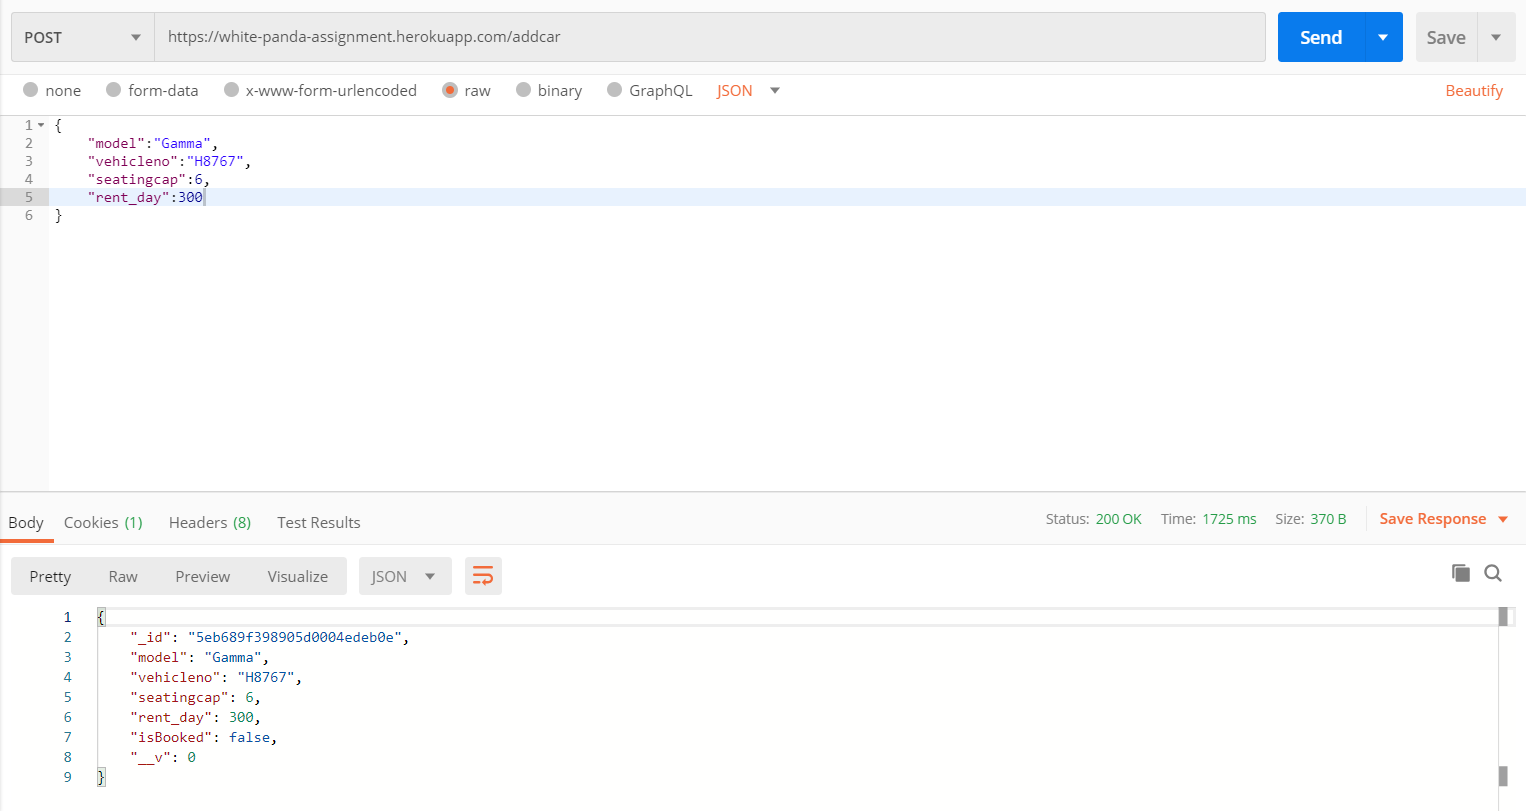 POST https://white-panda-assignment.herokuapp.com/addcar Send Save
none form-data x-www-form-urlencoded raw binary GraphQL JSON Beautify
1 {
2 "model":"Gamma",
3 "vehicleno":"H8767",
4 "seatingcap":6,
5 "rent_day":300
6 }
Body Cookies (1) Headers (8) Test Results Status: 200 OK Time: 1725 ms Size: 370 B Save Response
Pretty Raw Preview Visualize JSON
1 {
2 "_id": "5eb689f398905d0004edeb0e",
3 "model": "Gamma",
4 "vehicleno": "H8767",
5 "seatingcap": 6,
6 "rent_day": 300,
7 "isBooked": false,
8 "__v": 0
9 }